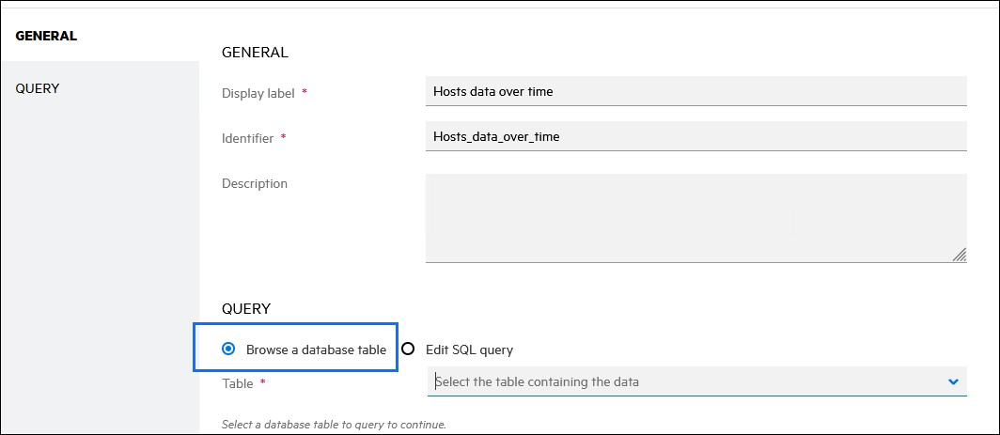 GENERAL
QUERY
GENERAL
Display label *
Hosts data over time
Identifier *
Hosts_data_over_time
Description
QUERY
Browse a database table
Edit SQL query
Table *
Select the table containing the data
Select a database table to query to continue.